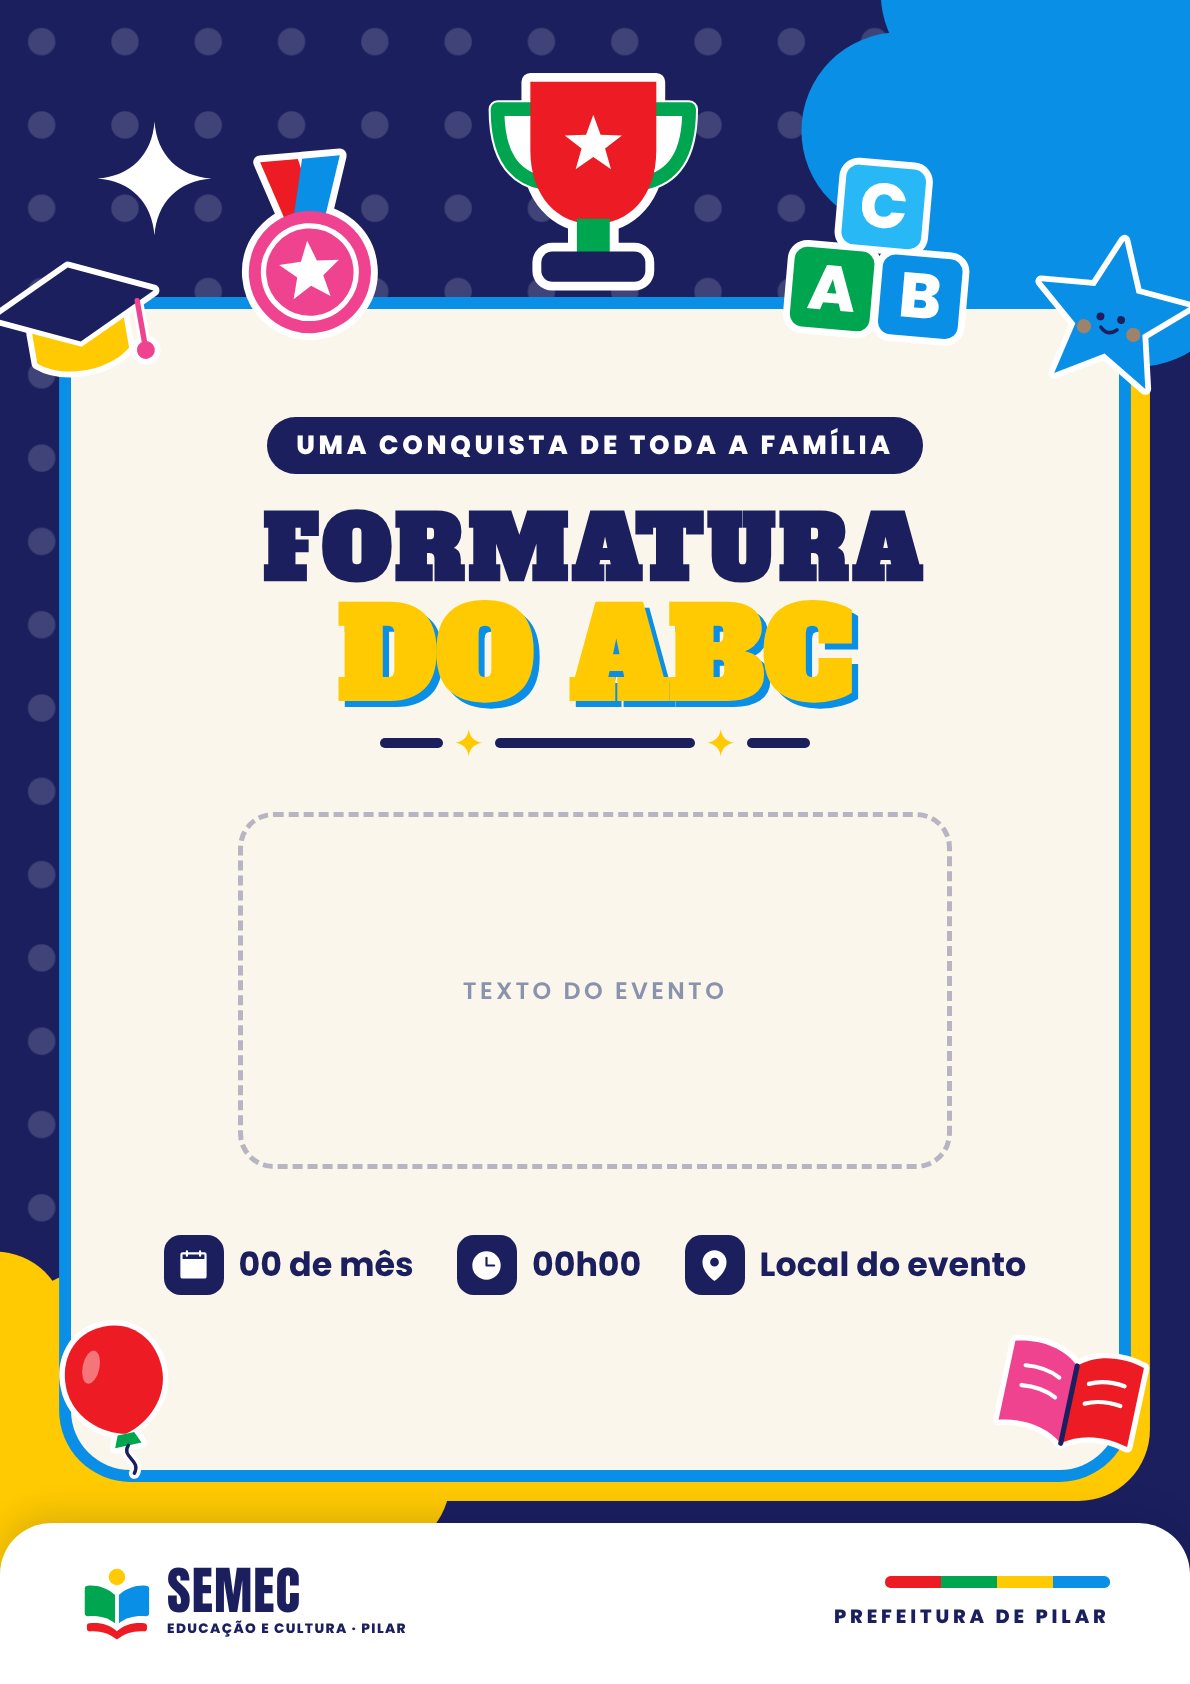 C
A B
UMA CONQUISTA DE TODA A FAMÍLIA
FORMATURA
DO ABC
TEXTO DO EVENTO
00 de mês 00h00 Local do evento
SEMEC
EDUCAÇÃO E CULTURA · PILAR
PREFEITURA DE PILAR